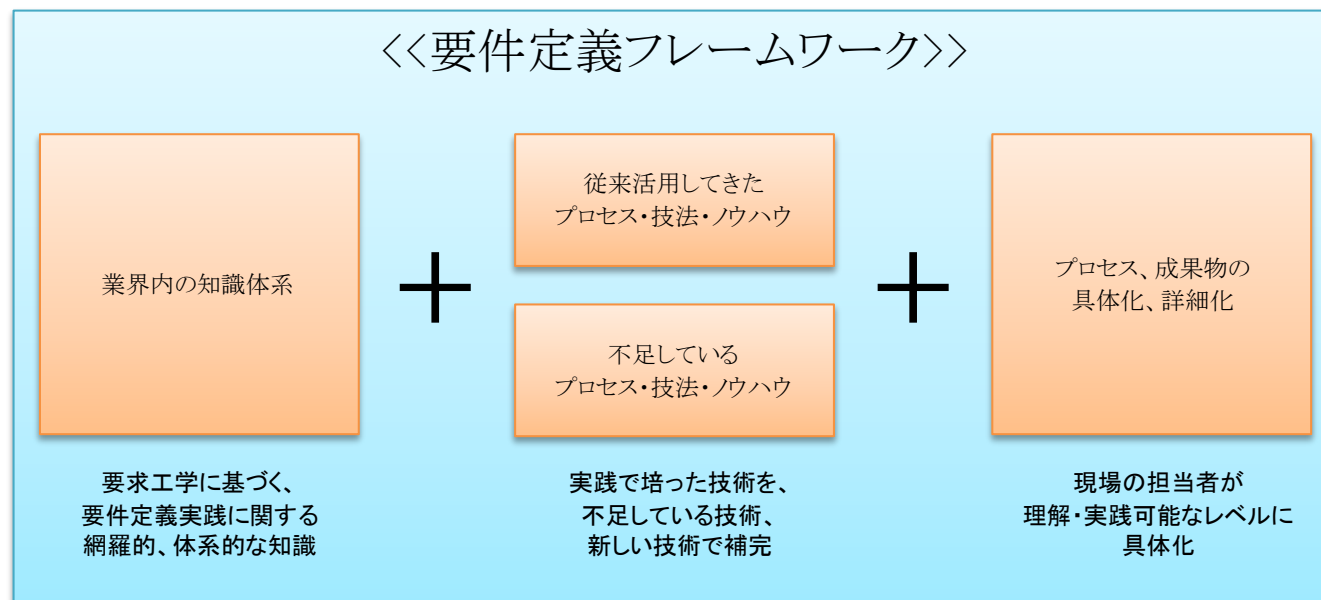 <<要件定義フレームワーク>>
業界内の知識体系
+
従来活用してきた
プロセス・技法・ノウハウ
不足している
プロセス・技法・ノウハウ
+
プロセス、成果物の
具体化、詳細化
要求工学に基づく、
要件定義実践に関する
網羅的、体系的な知識
実践で培った技術を、
不足している技術、
新しい技術で補完
現場の担当者が
理解・実践可能なレベルに
具体化